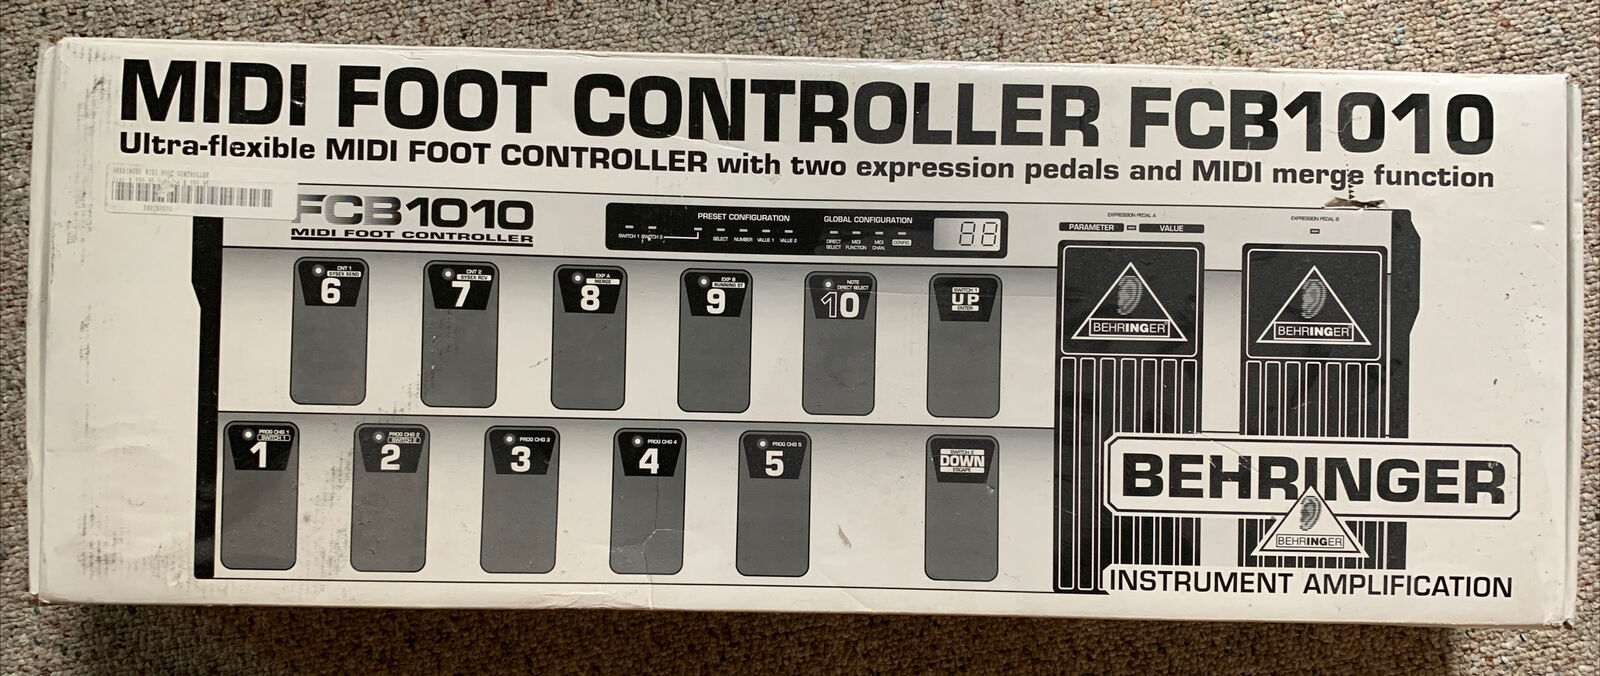 MIDI FOOT CONTROLLER FCB1010
Ultra-flexible MIDI FOOT CONTROLLER with two expression pedals and MIDI merge function
BEHRINGER MIDI FOOT CONTROLLER
FCB1010
MIDI FOOT CONTROLLER
PRESET CONFIGURATION
SWITCH 1 SWITCH 2 SELECT NUMBER VALUE 1 VALUE 2
GLOBAL CONFIGURATION
DIRECT SELECT MIDI FUNCTION MIDI CHAN. CONFIG
88
EXPRESSION PEDAL A
PARAMETER VALUE
EXPRESSION PEDAL B
CNT 1
SYSEX SEND
6
CNT 2
SYSEX RCV
7
EXP A
MERGE
8
EXP B
RUNNING ST
9
NOTE
DIRECT SELECT
10
SWITCH 1
UP
ENTER
BEHRINGER
BEHRINGER
PROG CHG 1
SWITCH 1
1
PROG CHG 2
SWITCH 2
2
PROG CHG 3
3
PROG CHG 4
4
PROG CHG 5
5
SWITCH 2
DOWN
ESCAPE
BEHRINGER
BEHRINGER
INSTRUMENT AMPLIFICATION